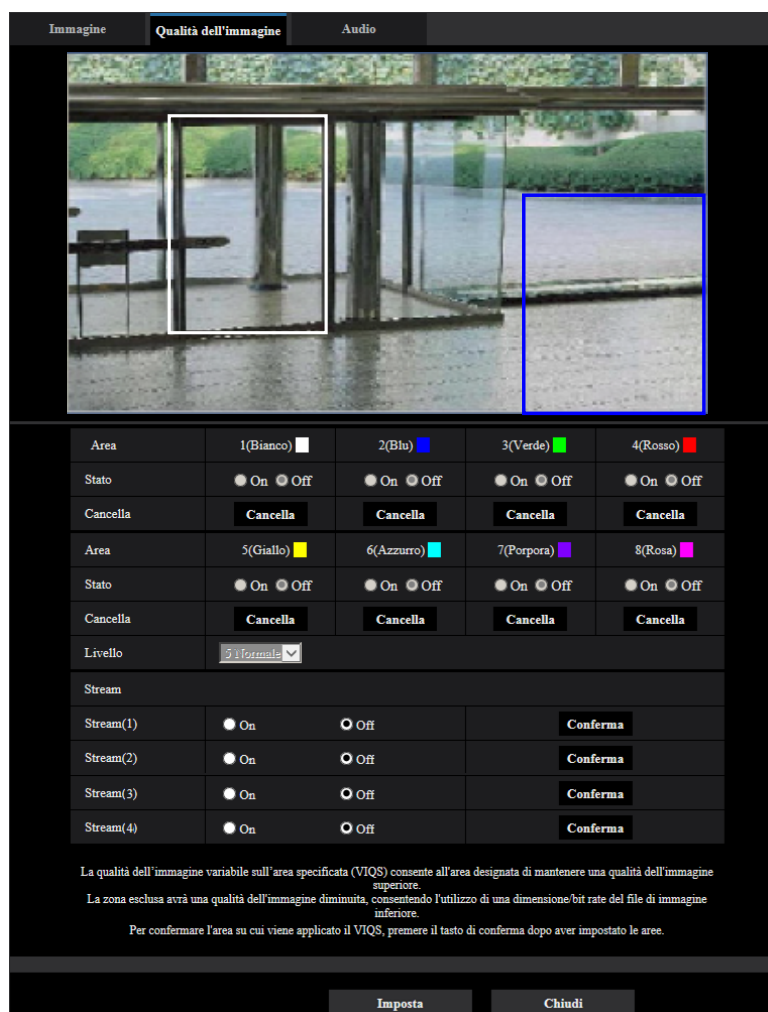 Immagine Qualità dell'immagine Audio
Area 1(Bianco) 2(Blu) 3(Verde) 4(Rosso)
Stato On Off On Off On Off On Off
Cancella Cancella Cancella Cancella Cancella
Area 5(Giallo) 6(Azzurro) 7(Porpora) 8(Rosa)
Stato On Off On Off On Off On Off
Cancella Cancella Cancella Cancella Cancella
Livello 5 Normale
Stream
Stream(1) On Off Conferma
Stream(2) On Off Conferma
Stream(3) On Off Conferma
Stream(4) On Off Conferma
La qualità dell'immagine variabile sull'area specificata (VIQS) consente all'area designata di mantenere una qualità dell'immagine
superiore.
La zona esclusa avrà una qualità dell'immagine diminuita, consentendo l'utilizzo di una dimensione/bit rate del file di immagine
inferiore.
Per confermare l'area su cui viene applicato il VIQS, premere il tasto di conferma dopo aver impostato le aree.
Imposta Chiudi